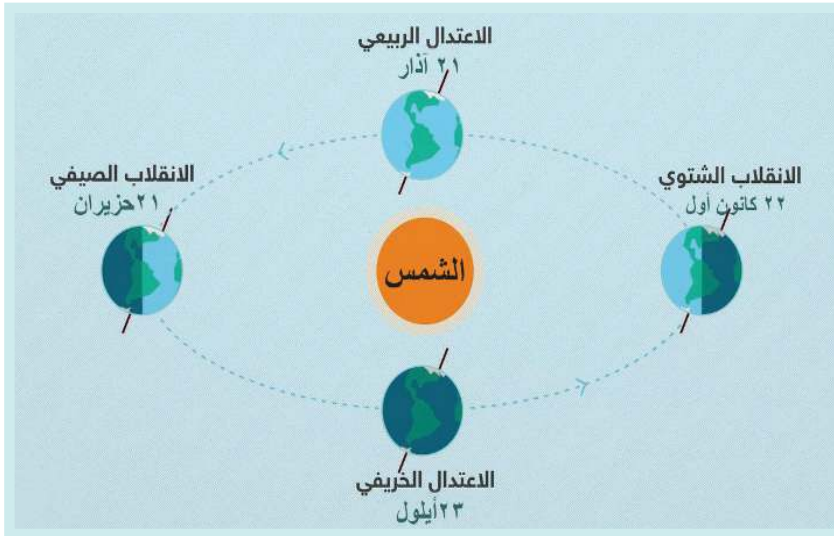 الاعتدال الربيعي
٢١ آذار
الانقلاب الصيفي
٢١حزيران
الانقلاب الشتوي
٢٢ كانون أول
الشمس
الاعتدال الخريفي
٢٣أيلول